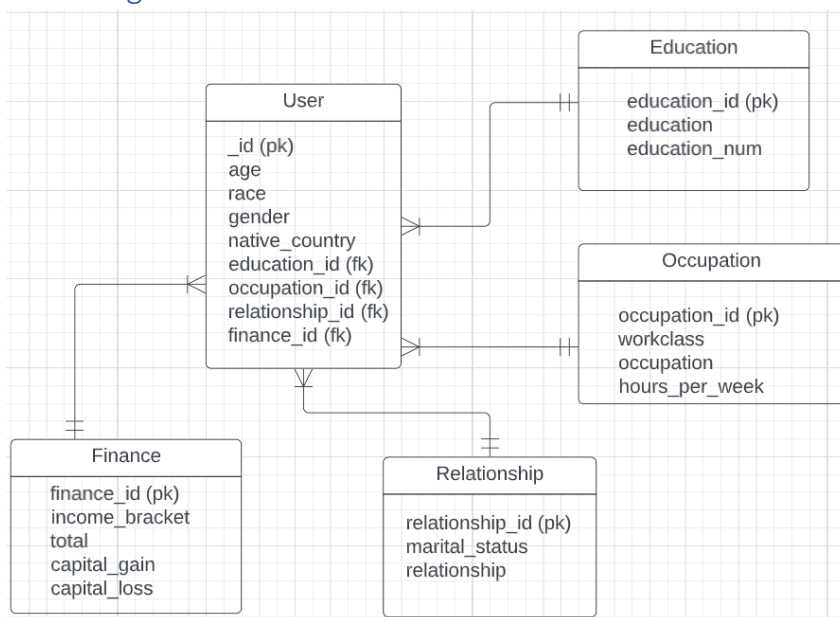 User
_id (pk)
age
race
gender
native_country
education_id (fk)
occupation_id (fk)
relationship_id (fk)
finance_id (fk)
Education
education_id (pk)
education
education_num
Occupation
occupation_id (pk)
workclass
occupation
hours_per_week
Finance
finance_id (pk)
income_bracket
total
capital_gain
capital_loss
Relationship
relationship_id (pk)
marital_status
relationship